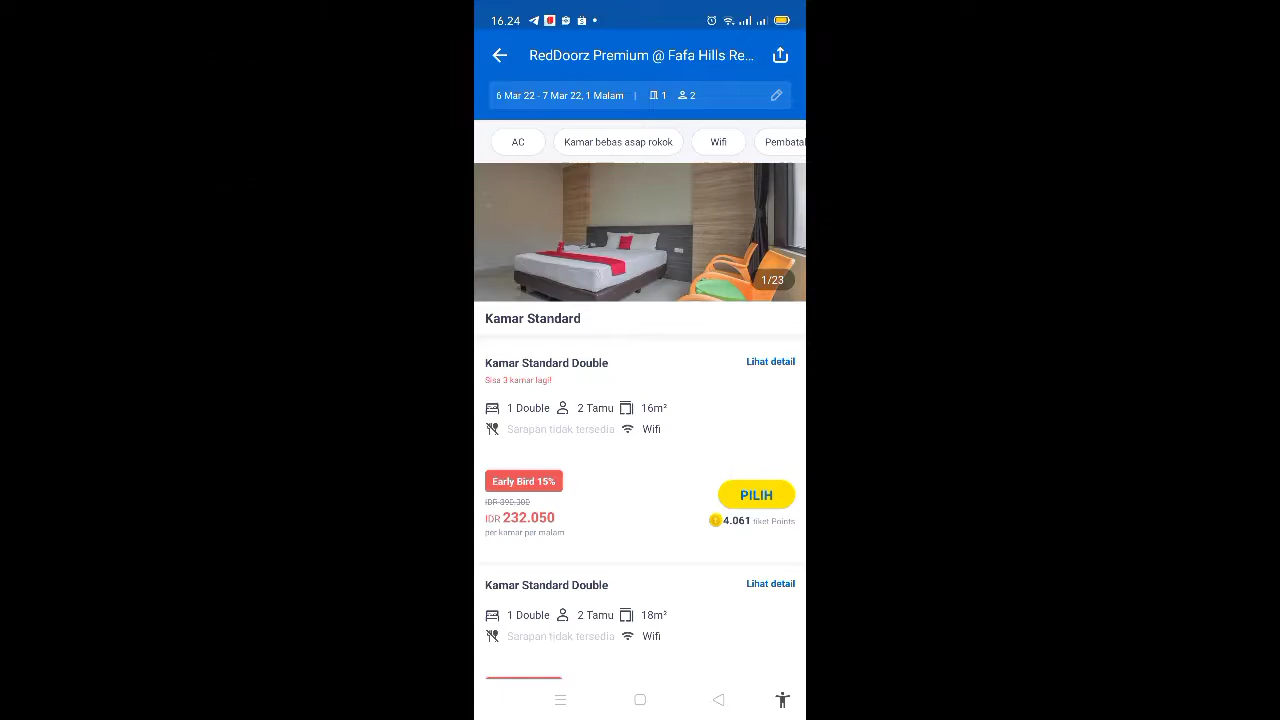 16.24
RedDoorz Premium @ Fafa Hills Re...
6 Mar 22 - 7 Mar 22, 1 Malam | 1 2
AC Kamar bebas asap rokok Wifi Pembatal
1/23
Kamar Standard
Kamar Standard Double Lihat detail
Sisa 3 kamar lagi!
1 Double 2 Tamu 16m²
Sarapan tidak tersedia Wifi
Early Bird 15%
PILIH
IDR 390.300
IDR 232.050
4.061 tiket Points
per kamar per malam
Kamar Standard Double Lihat detail
1 Double 2 Tamu 18m²
Sarapan tidak tersedia Wifi